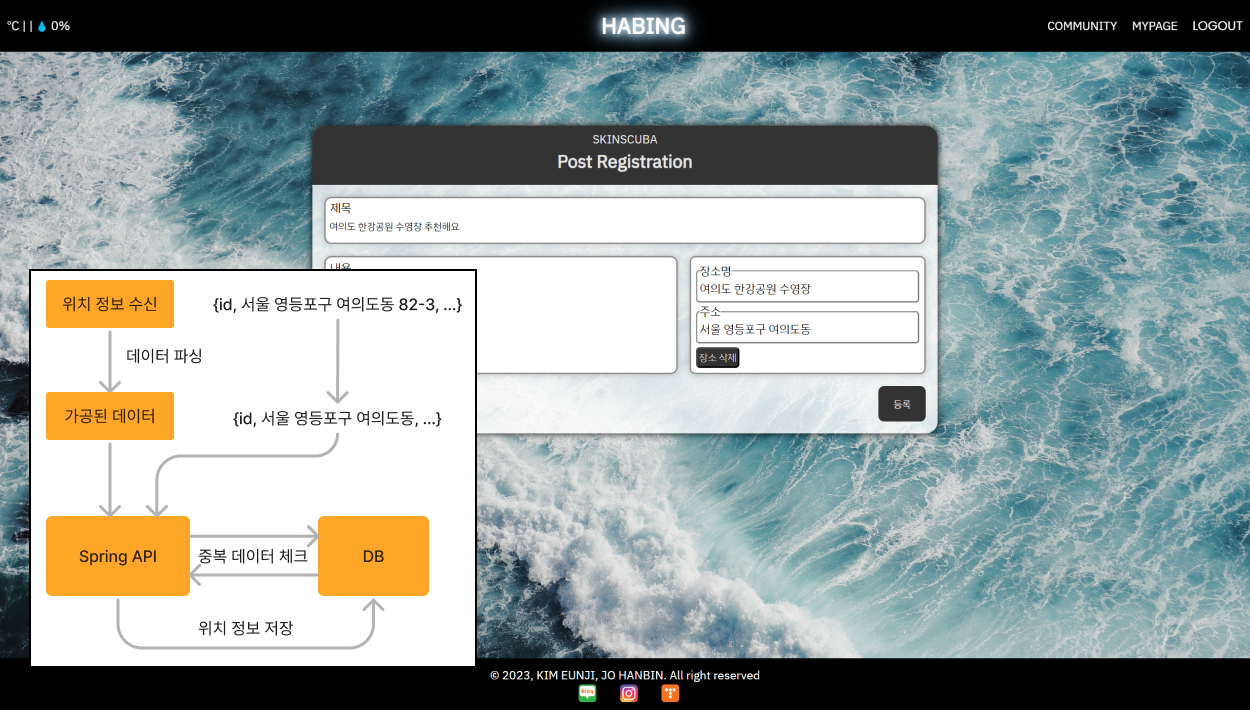 ℃ | | 💧 0%
HABING
COMMUNITY MYPAGE LOGOUT
SKINSCUBA
Post Registration
제목
여의도 한강공원 수영장 추천해요
내용
장소명
여의도 한강공원 수영장
주소
서울 영등포구 여의도동
장소 삭제
등록
위치 정보 수신
{id, 서울 영등포구 여의도동 82-3, ...}
데이터 파싱
가공된 데이터
{id, 서울 영등포구 여의도동, ...}
Spring API
중복 데이터 체크
DB
위치 정보 저장
© 2023, KIM EUNJI, JO HANBIN. All right reserved
blog